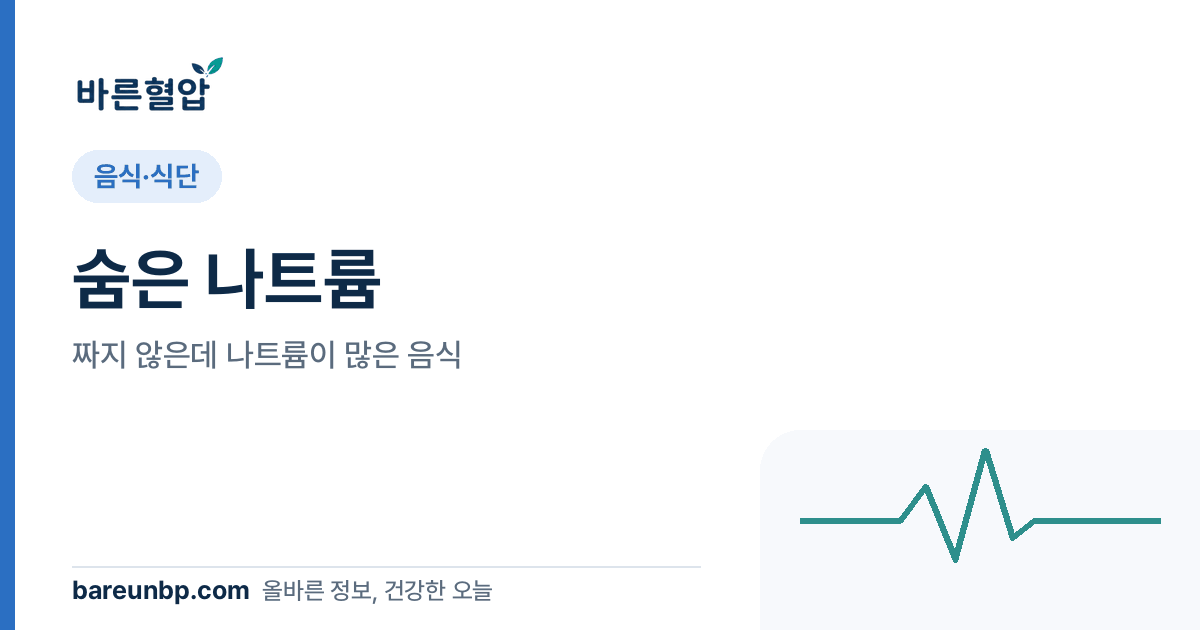 바른혈압
음식·식단
숨은 나트륨
짜지 않은데 나트륨이 많은 음식
bareunbp.com 올바른 정보, 건강한 오늘